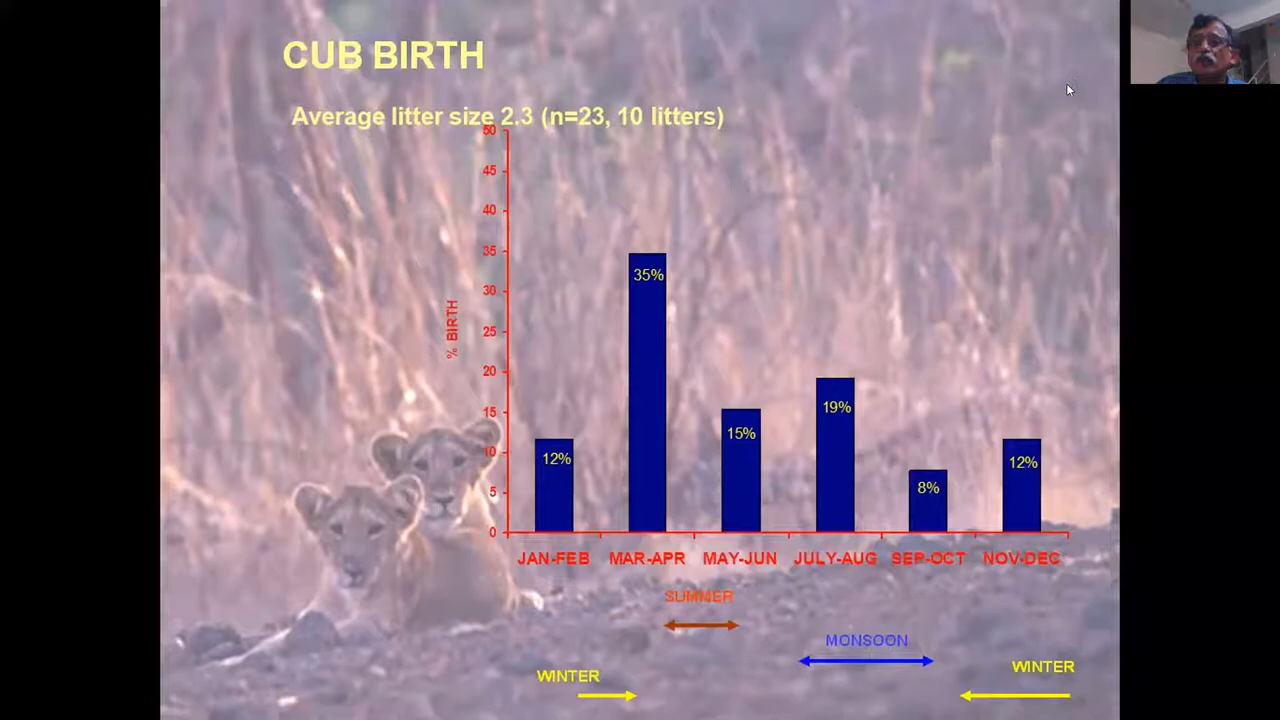 CUB BIRTH
Average litter size 2.3 (n=23, 10 litters)
50
45
40
35
30
25
20
15
10
5
0
% BIRTH
12%
35%
15%
19%
8%
12%
JAN-FEB MAR-APR MAY-JUN JULY-AUG SEP-OCT NOV-DEC
SUMMER
MONSOON
WINTER
WINTER